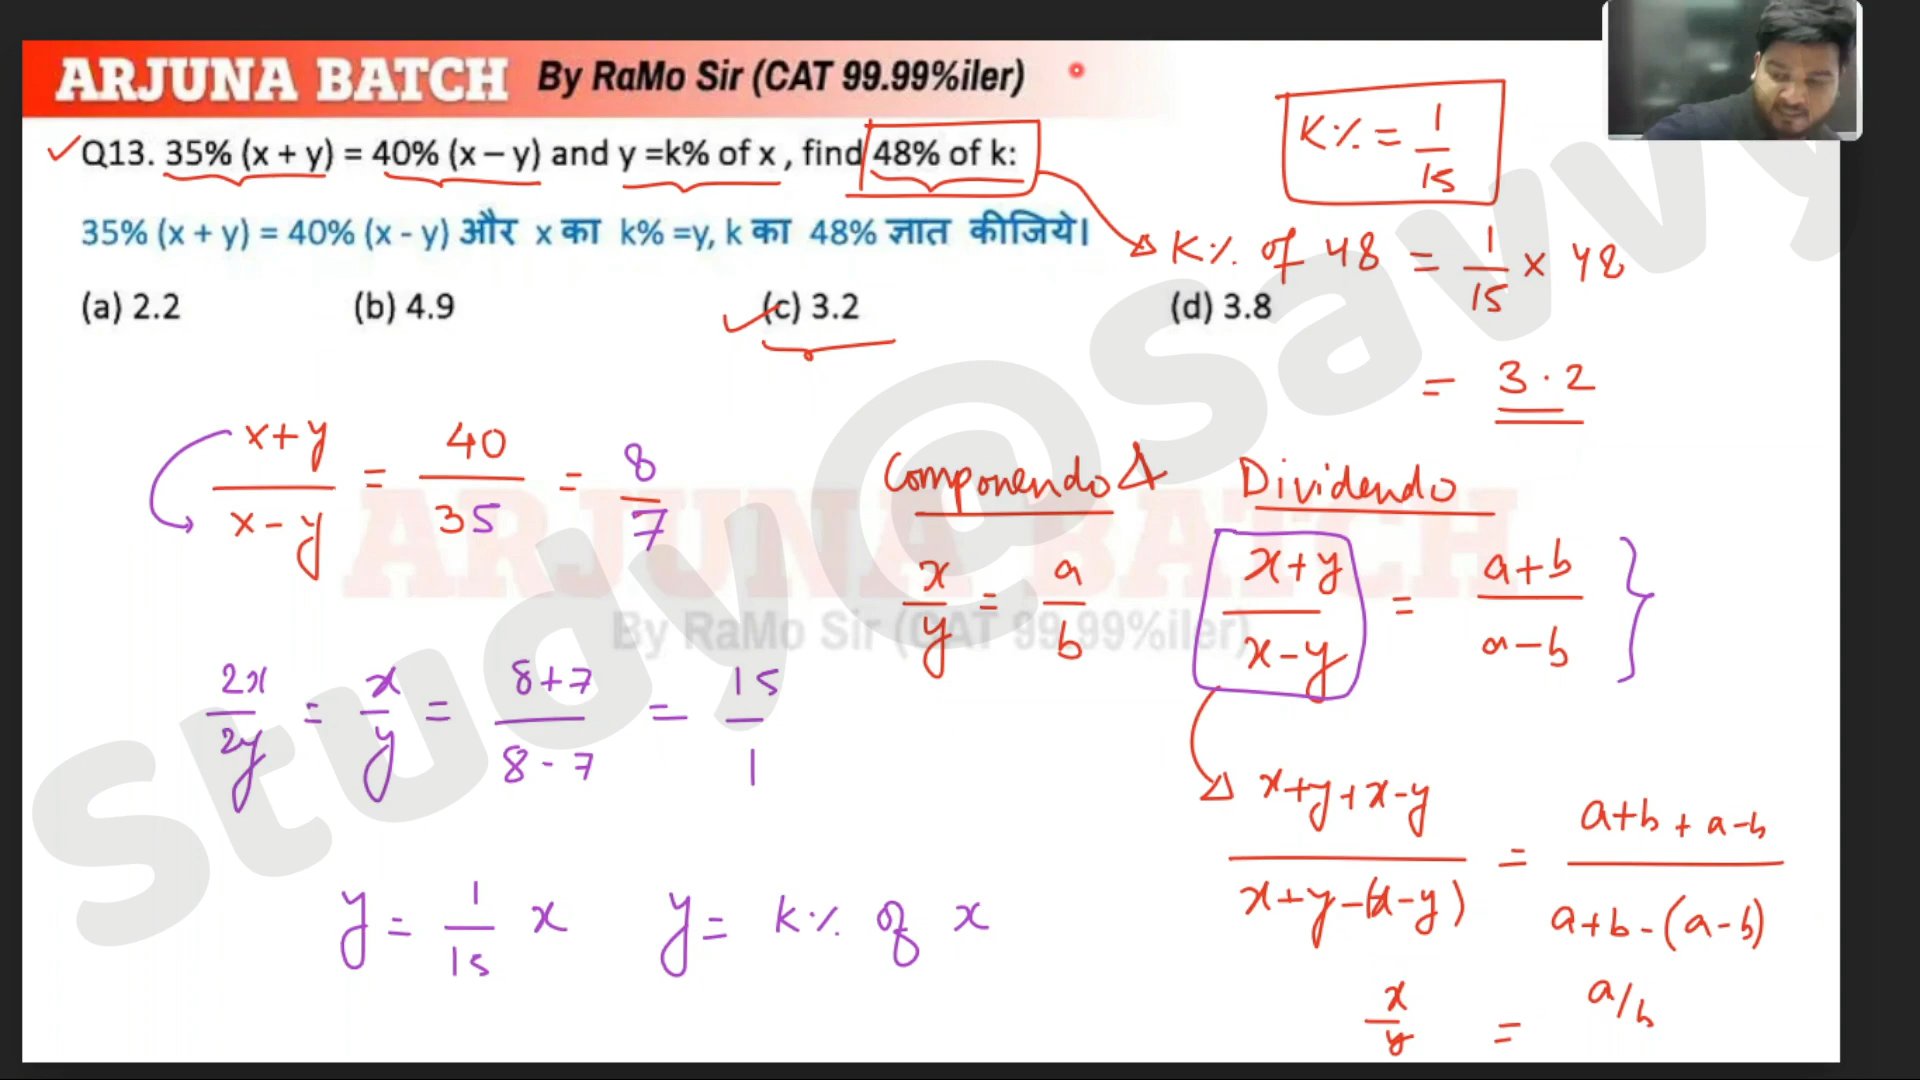 ARJUNA BATCH By RaMo Sir (CAT 99.99%iler)
Q13. 35% (x + y) = 40% (x – y) and y =k% of x , find 48% of k:
35% (x + y) = 40% (x - y) और x का k% =y, k का 48% ज्ञात कीजिये।
(a) 2.2 (b) 4.9 (c) 3.2 (d) 3.8
K% = 1/15
K% of 48 = 1/15 × 48
= 3.2
x+y/x-y = 40/35 = 8/7
2x/2y = x/y = 8+7/8-7 = 15/1
y = 1/15 x y = K% of x
Componendo & Dividendo
x/y = a/b x+y/x-y = a+b/a-b
x+y+x-y/x+y-(x-y) = a+b+a-b/a+b-(a-b)
x/y = a/b
ARJUNA BATCH
By RaMo Sir (CAT 99.99%iler)
Study@savvy